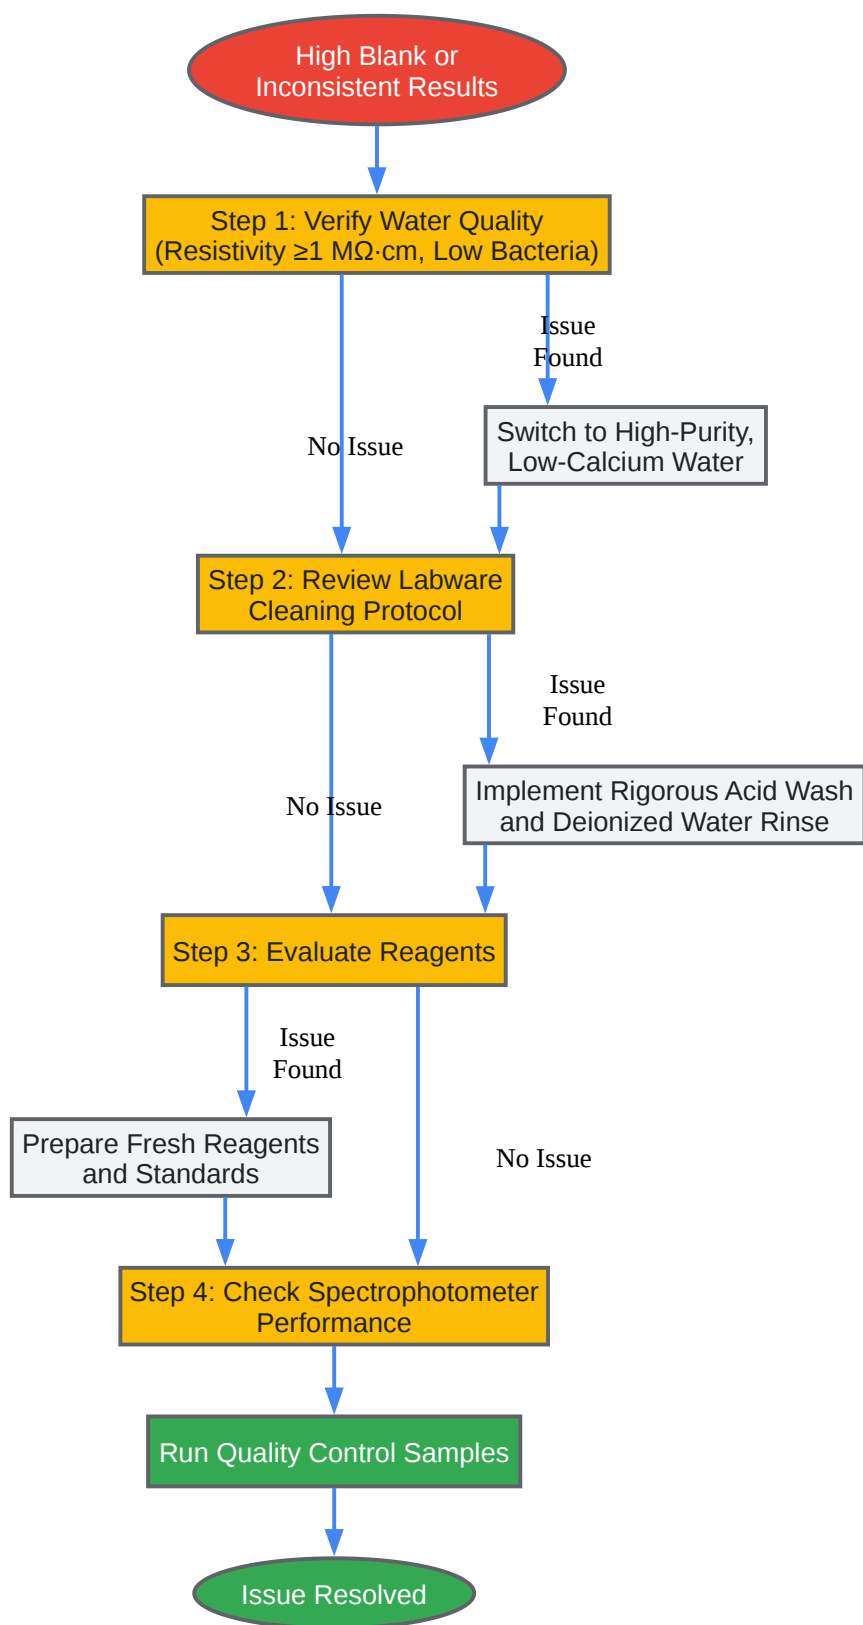 High Blank or
Inconsistent Results
Step 1: Verify Water Quality
(Resistivity ≥1 MΩ·cm, Low Bacteria)
Issue
Found
Switch to High-Purity,
Low-Calcium Water
No Issue
Step 2: Review Labware
Cleaning Protocol
Issue
Found
Implement Rigorous Acid Wash
and Deionized Water Rinse
No Issue
Step 3: Evaluate Reagents
Issue
Found
Prepare Fresh Reagents
and Standards
No Issue
Step 4: Check Spectrophotometer
Performance
Run Quality Control Samples
Issue Resolved